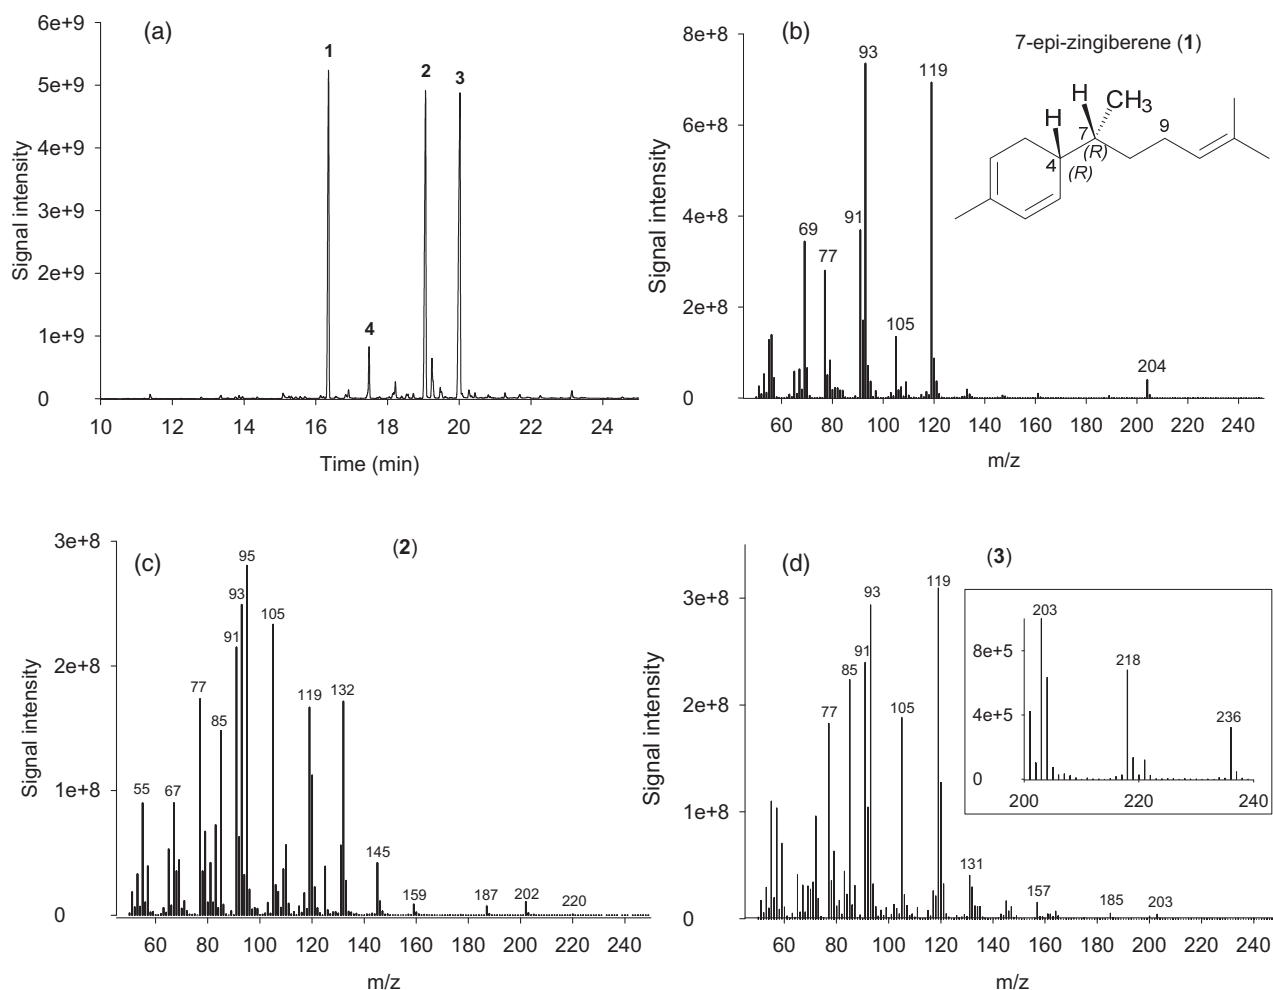 (a)
6e+9
5e+9
4e+9
3e+9
2e+9
1e+9
0
Signal intensity
1
2
3
4
10 12 14 16 18 20 22 24
Time (min)
(b)
8e+8
6e+8
4e+8
2e+8
0
Signal intensity
7-epi-zingiberene (1)
H
CH3
H
7
9
(R)
4
(R)
93
119
91
69
77
105
204
60 80 100 120 140 160 180 200 220 240
m/z
(c)
(2)
3e+8
2e+8
1e+8
0
Signal intensity
95
93
105
91
77
119
132
85
55
67
145
159
187
202
220
60 80 100 120 140 160 180 200 220 240
m/z
(d)
(3)
3e+8
2e+8
1e+8
0
Signal intensity
119
93
91
85
77
105
131
157
185
203
60 80 100 120 140 160 180 200 220 240
m/z
203
8e+5
218
4e+5
236
0
200 220 240